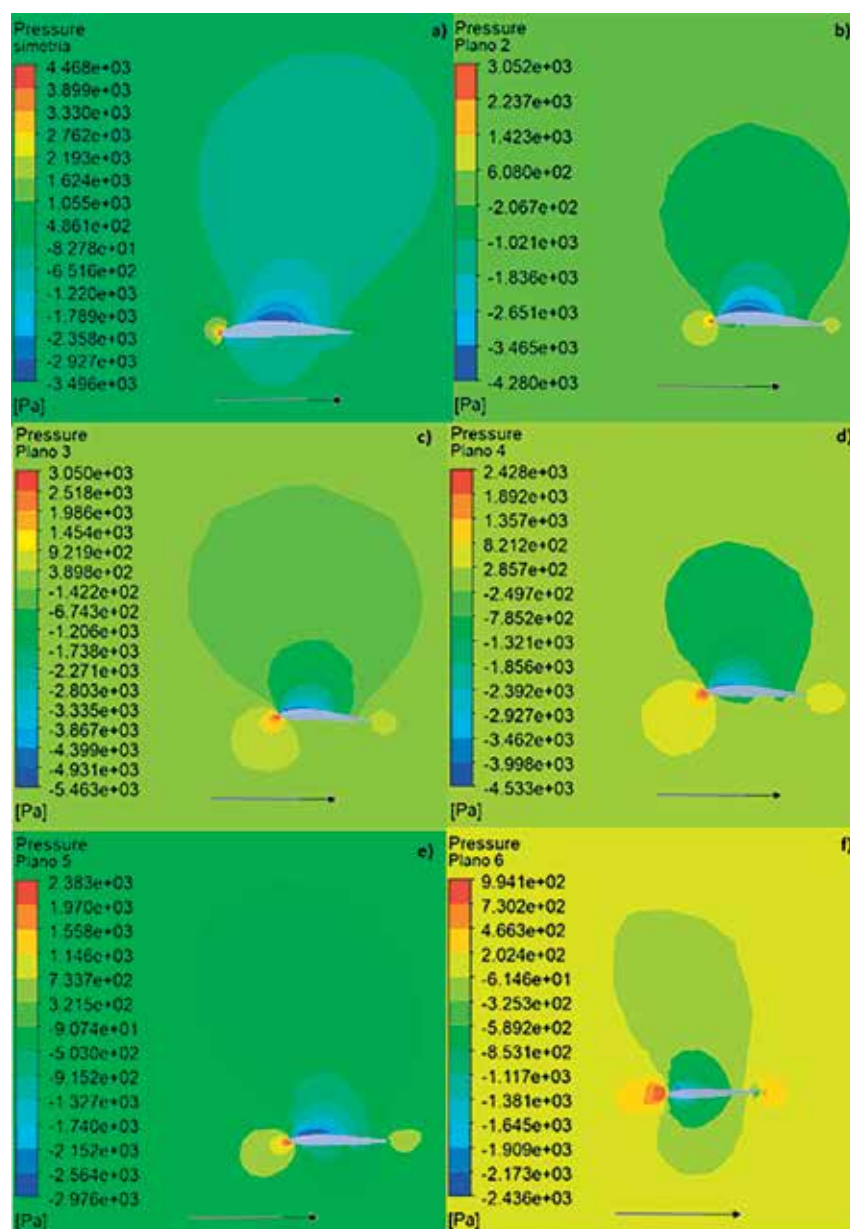 Pressure
simetria
a)
4.468e+03
3.899e+03
3.330e+03
2.762e+03
2.193e+03
1.624e+03
1.055e+03
4.861e+02
-8.278e+01
-6.516e+02
-1.220e+03
-1.789e+03
-2.358e+03
-2.927e+03
-3.496e+03
[Pa]
Pressure
Plano 2
b)
3.052e+03
2.237e+03
1.423e+03
6.080e+02
-2.067e+02
-1.021e+03
-1.836e+03
-2.651e+03
-3.465e+03
-4.280e+03
[Pa]
Pressure
Plano 3
c)
3.050e+03
2.518e+03
1.986e+03
1.454e+03
9.219e+02
3.898e+02
-1.422e+02
-6.743e+02
-1.206e+03
-1.738e+03
-2.271e+03
-2.803e+03
-3.335e+03
-3.867e+03
-4.399e+03
-4.931e+03
-5.463e+03
[Pa]
Pressure
Plano 4
d)
2.428e+03
1.892e+03
1.357e+03
8.212e+02
2.857e+02
-2.497e+02
-7.852e+02
-1.321e+03
-1.856e+03
-2.392e+03
-2.927e+03
-3.462e+03
-3.998e+03
-4.533e+03
[Pa]
Pressure
Plano 5
e)
2.383e+03
1.970e+03
1.558e+03
1.146e+03
7.337e+02
3.215e+02
-9.074e+01
-5.030e+02
-9.152e+02
-1.327e+03
-1.740e+03
-2.152e+03
-2.564e+03
-2.976e+03
[Pa]
Pressure
Plano 6
f)
9.941e+02
7.302e+02
4.663e+02
2.024e+02
-6.146e+01
-3.253e+02
-5.892e+02
-8.531e+02
-1.117e+03
-1.381e+03
-1.645e+03
-1.909e+03
-2.173e+03
-2.436e+03
[Pa]